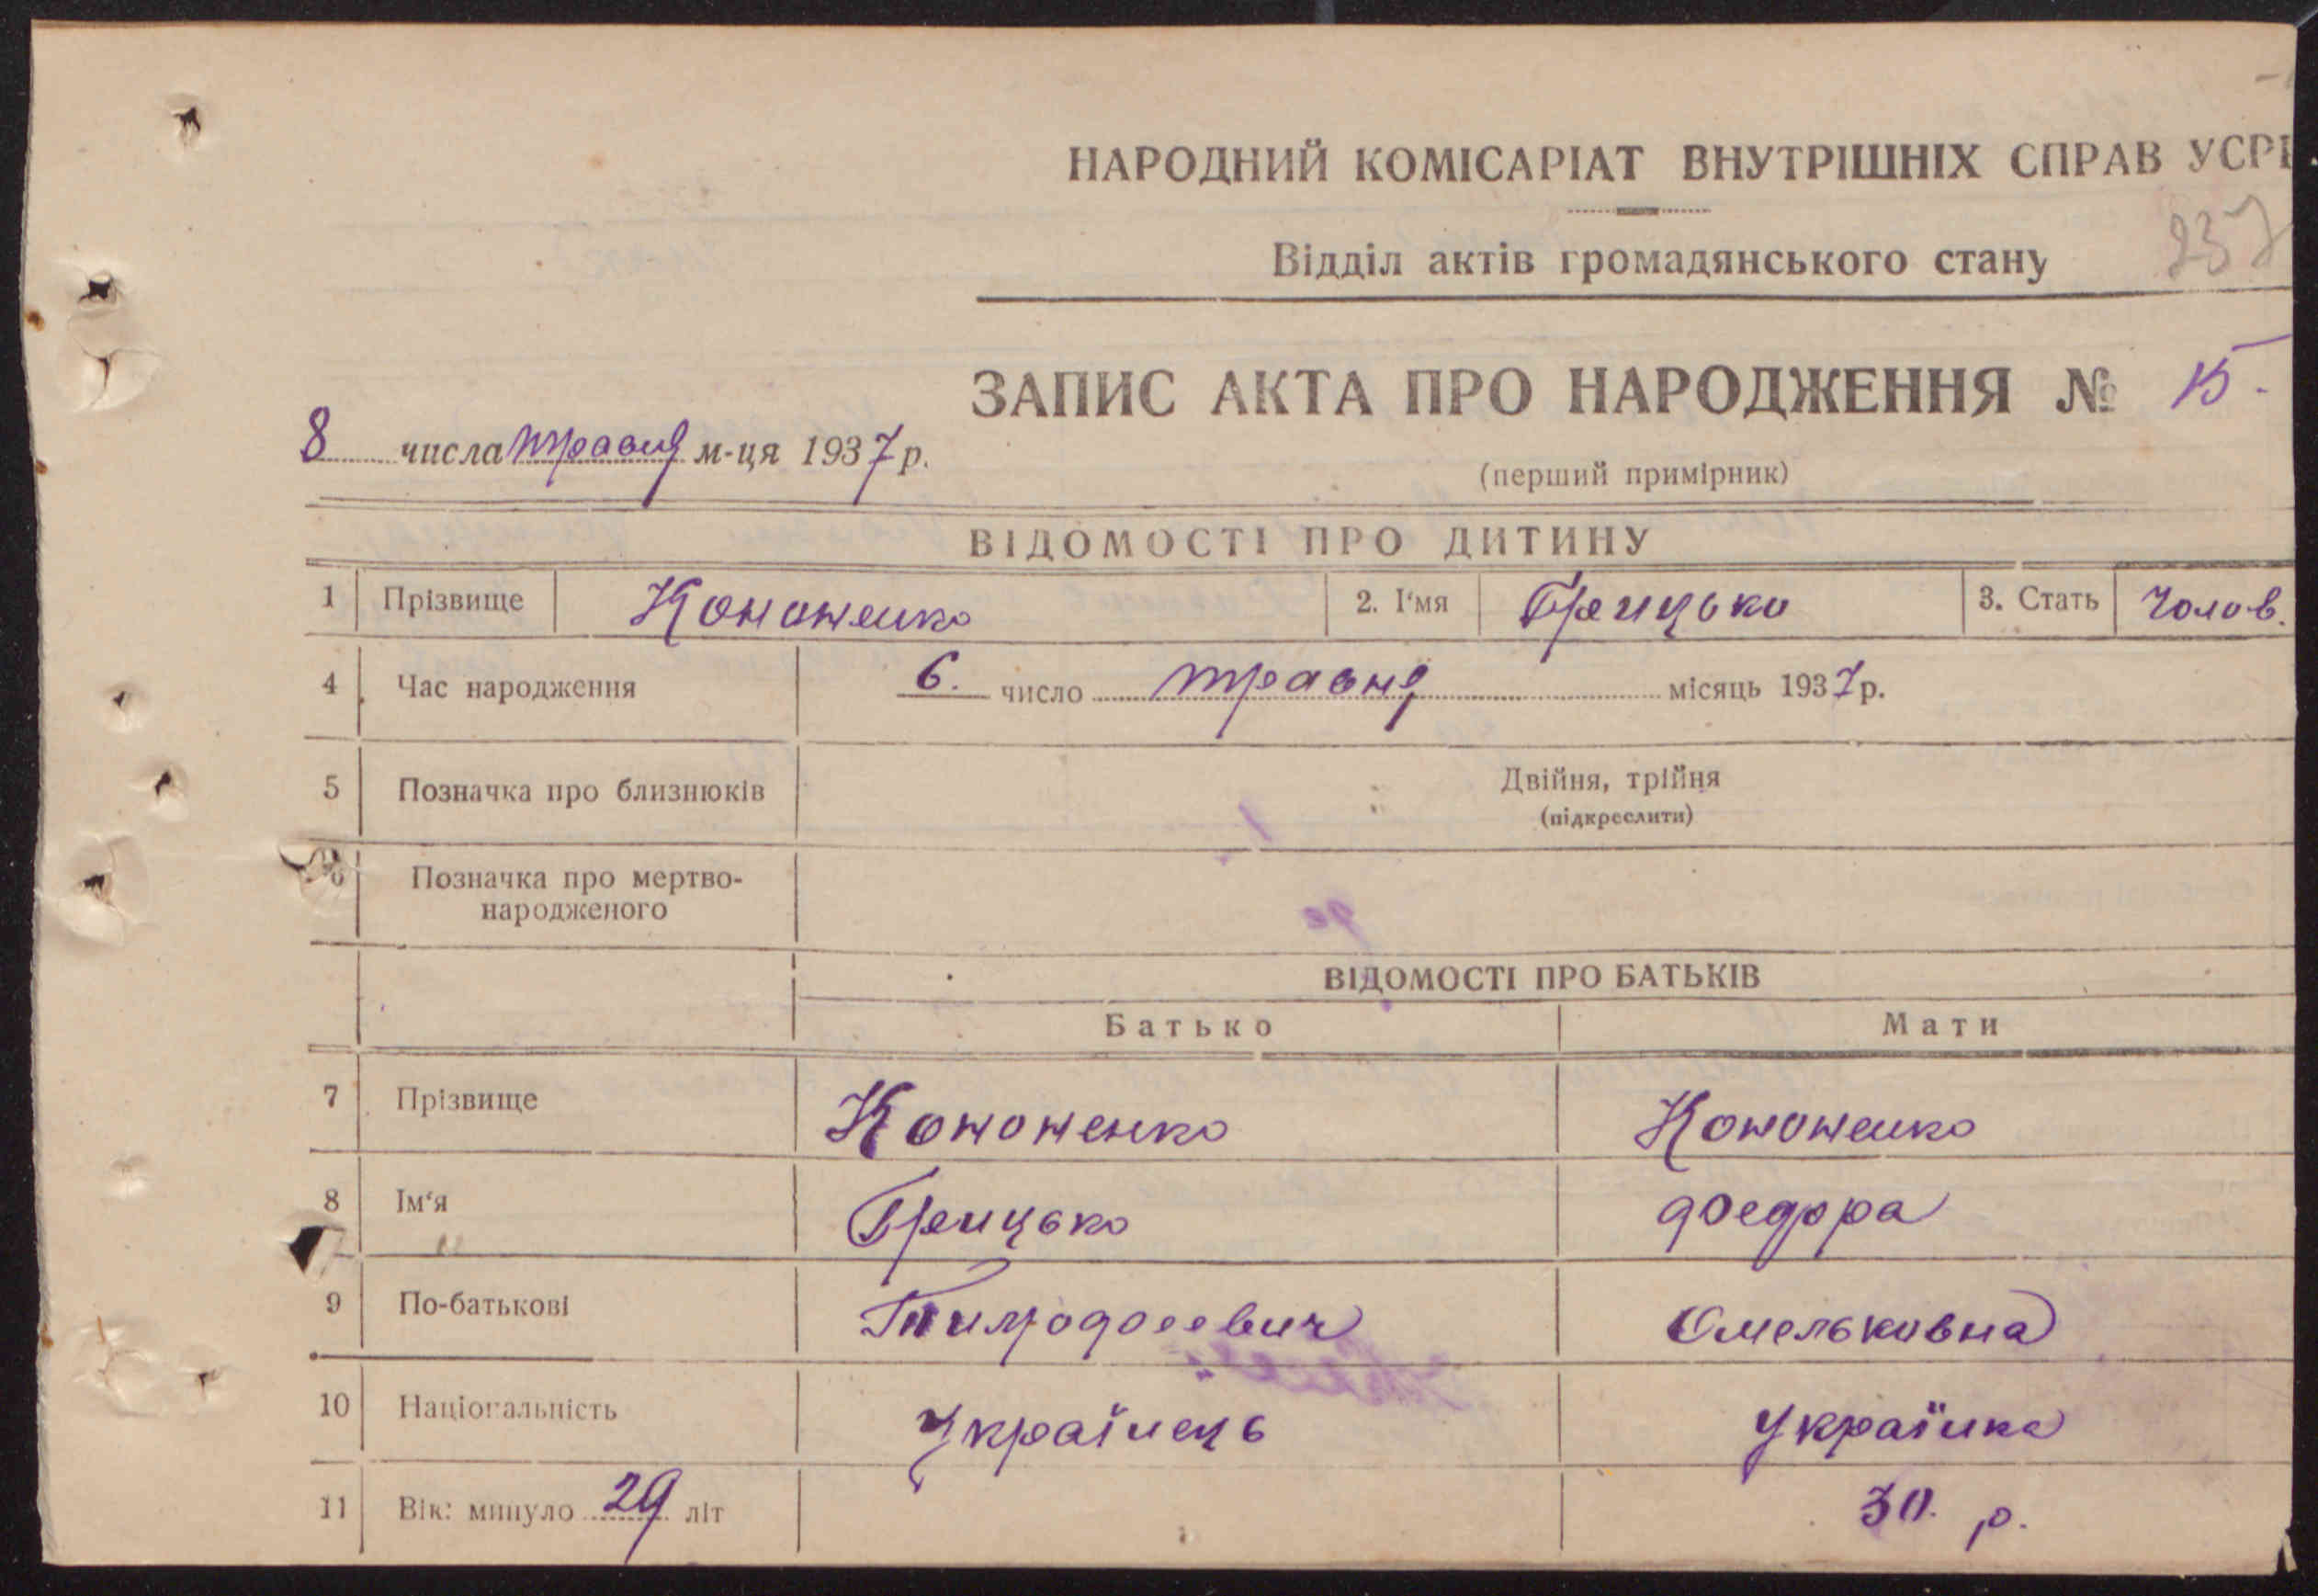 НАРОДНИЙ КОМІСАРІАТ ВНУТРІШНІХ СПРАВ УСРР
Відділ актів громадянського стану
237
ЗАПИС АКТА ПРО НАРОДЖЕННЯ № 15.
8 числа травня м-ця 1937 р.
(перший примірник)
ВІДОМОСТІ ПРО ДИТИНУ
1 Прізвище Кононенко 2. І'мя Грицько 3. Стать Чолов.
4 Час народження 6. число травня місяць 1937 р.
5 Позначка про близнюків Двійня, трійня
(підкреслити)
6 Позначка про мертво-
народженого
ВІДОМОСТІ ПРО БАТЬКІВ
Батько Мати
7 Прізвище Кононенко Кононенко
8 Ім'я Грицько Федора
9 По-батькові Омельковна
10 Національність Українець Українка
11 Вік: минуло 29 літ 30. р.